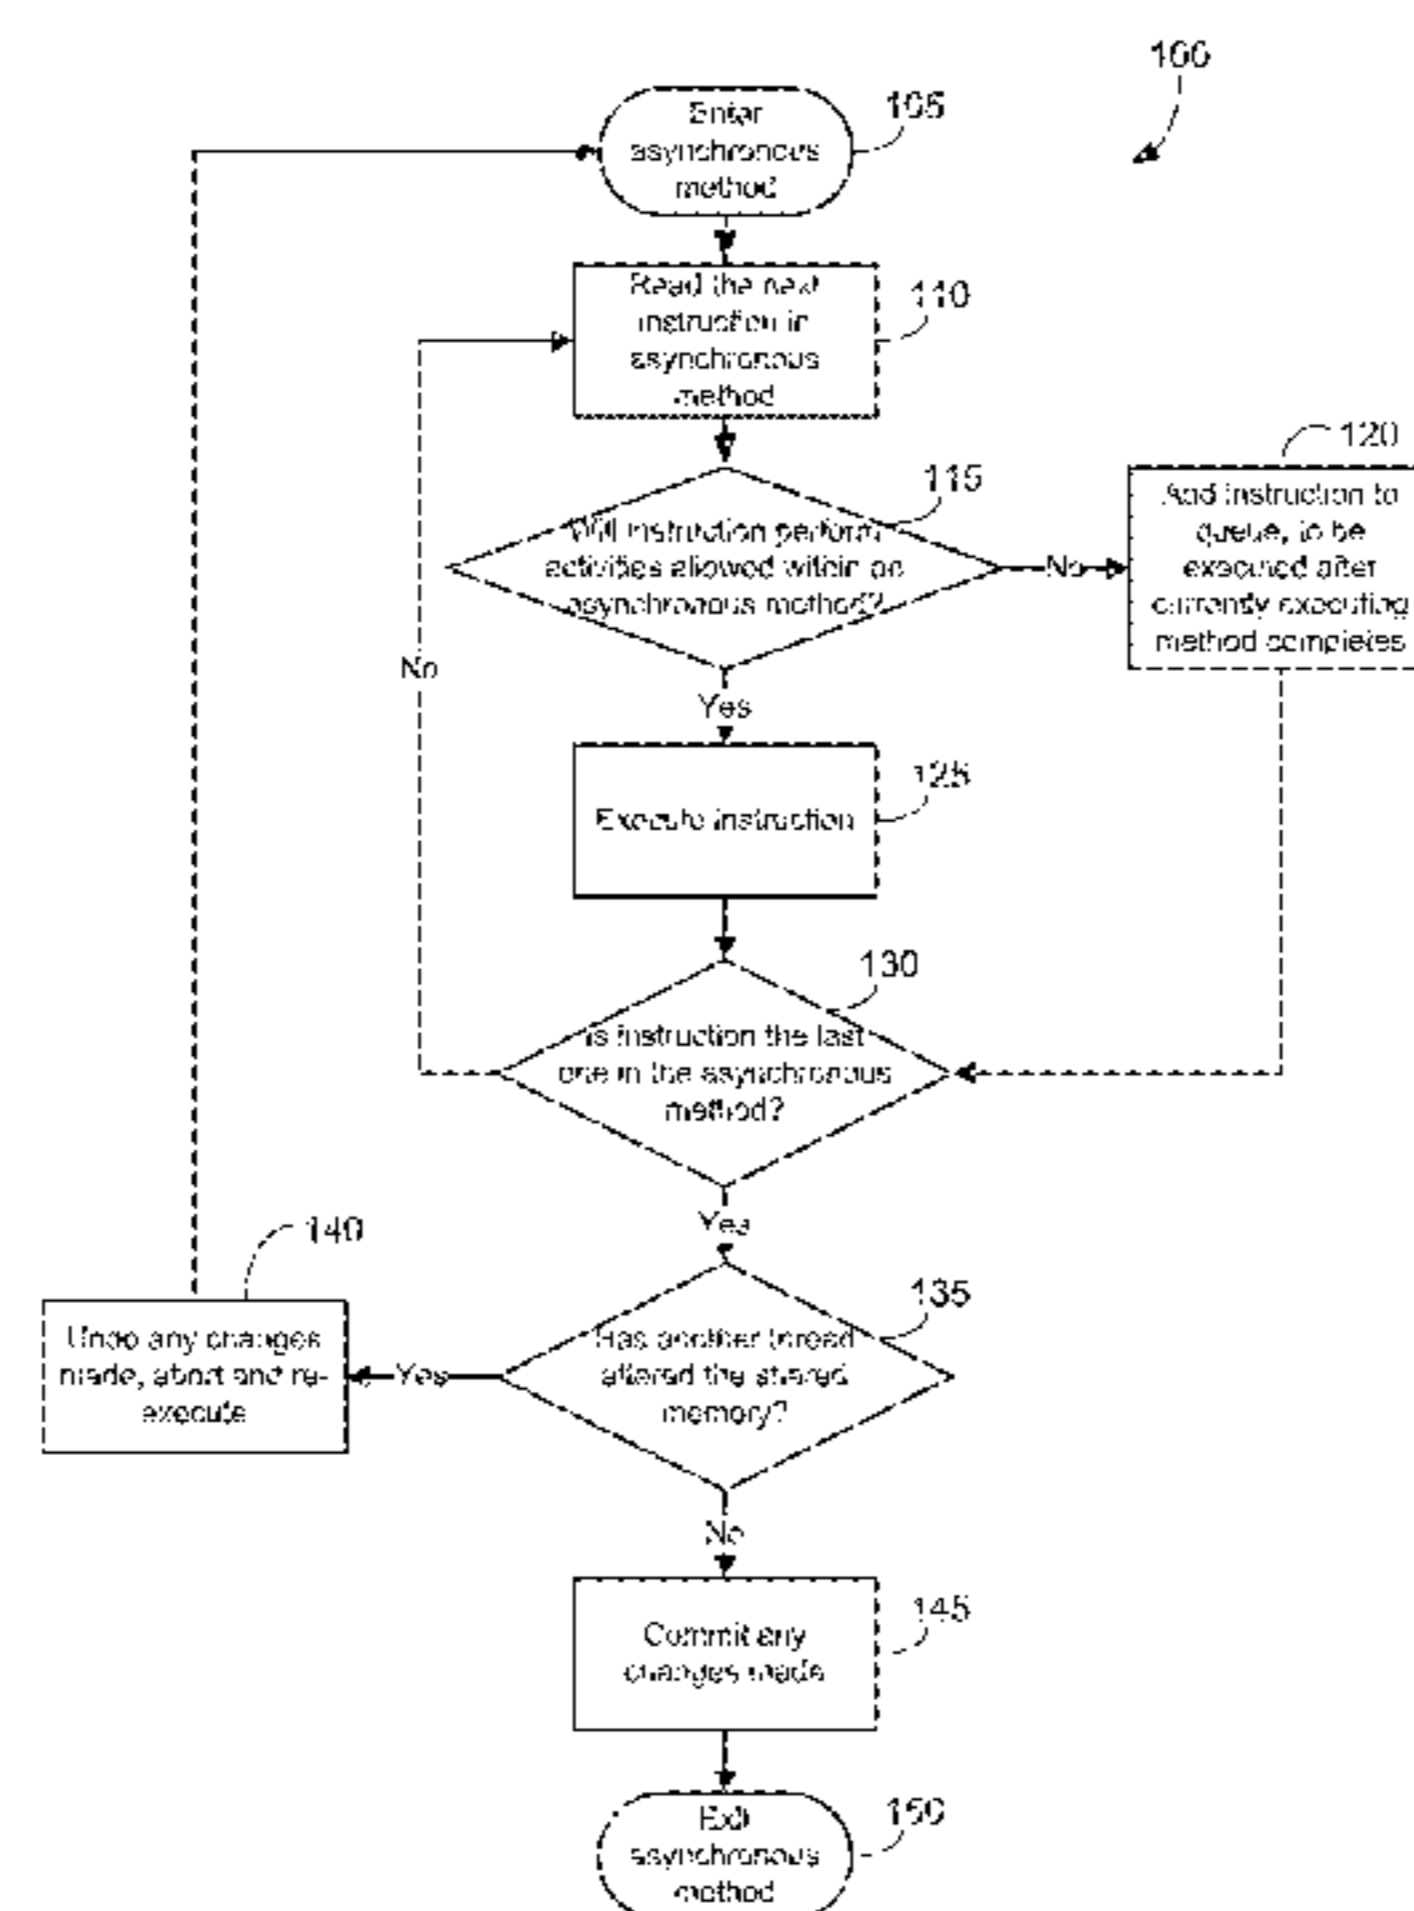 100
105
Enter
asynchronous
method
110
Read the next
instruction in
asynchronous
method
115
Will instruction perform
activities allowed within an
asynchronous method?
No
120
Add instruction to
queue, to be
executed after
currently executing
method completes
No
Yes
125
Execute instruction
130
Is instruction the last
one in the asynchronous
method?
Yes
140
Undo any changes
made, abort and re-
execute
Yes
135
Has another thread
altered the shared
memory?
No
145
Commit any
changes made
150
Exit
asynchronous
method